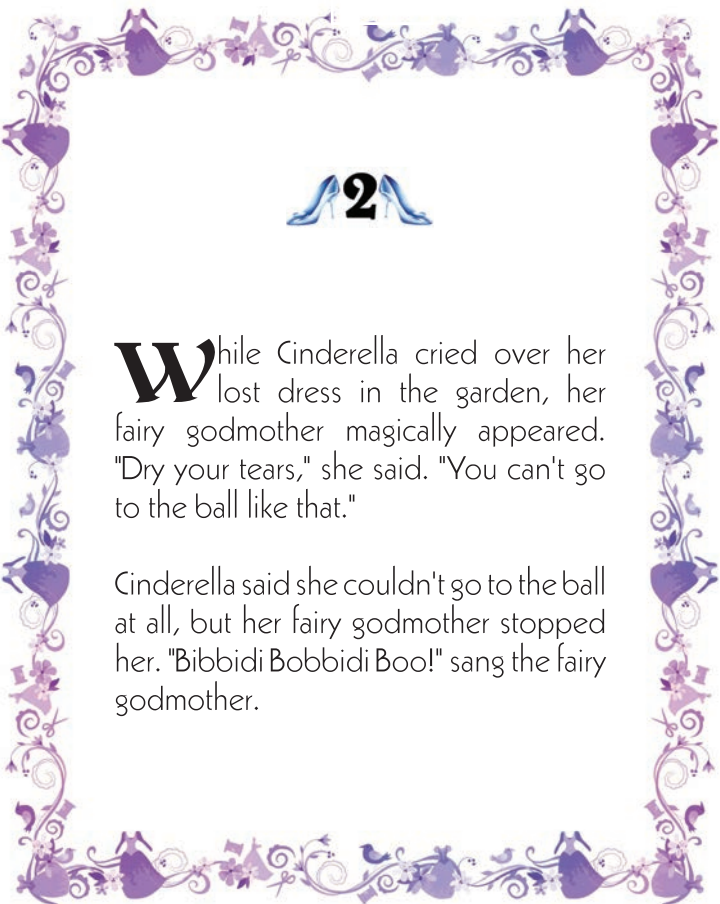 2
While Cinderella cried over her
lost dress in the garden, her
fairy godmother magically appeared.
"Dry your tears," she said. "You can't go
to the ball like that."
Cinderella said she couldn't go to the ball
at all, but her fairy godmother stopped
her. "Bibbidi Bobbidi Boo!" sang the fairy
godmother.